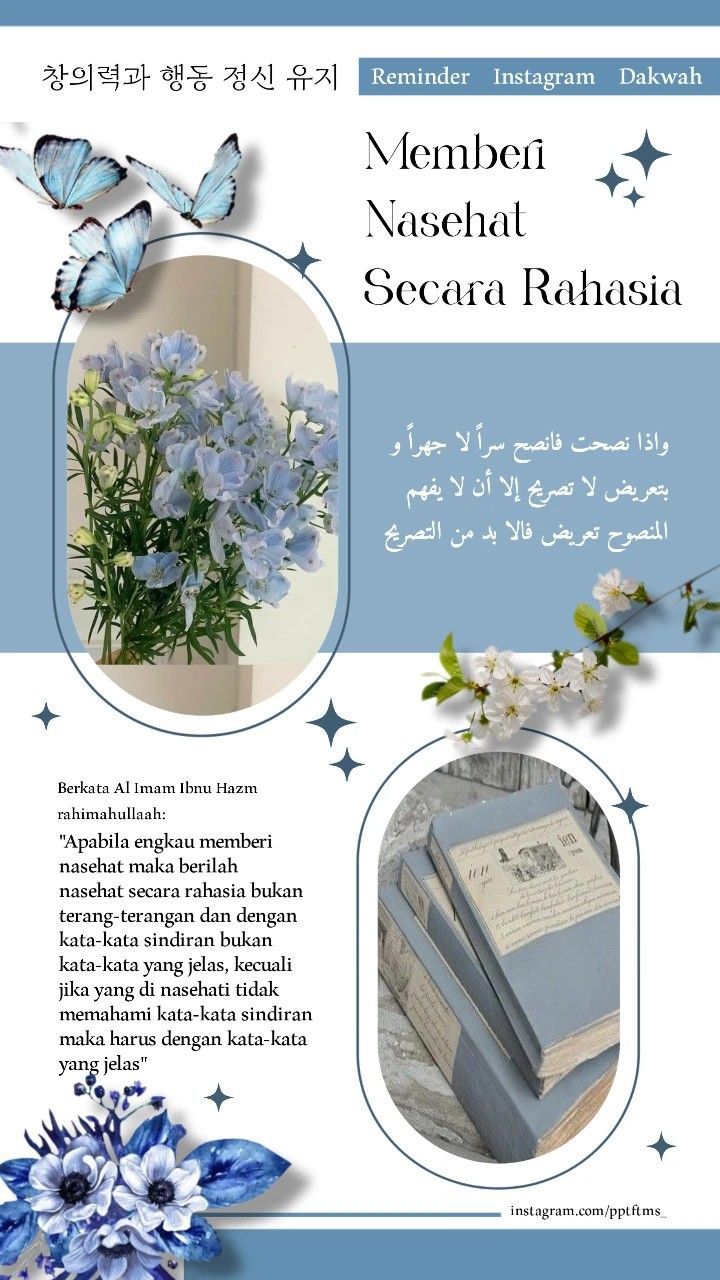 창의력과 행동 정신 유지
Reminder Instagram Dakwah
Memberi
Nasehat
Secara Rahasia
واذا نصحت فانصح سراً لا جهراً و
بتعريض لا تصريح إلا أن لا يفهم
المنصوح تعريض فالا بد من التصريح
Berkata Al Imam Ibnu Hazm
rahimahullaah:
"Apabila engkau memberi
nasehat maka berilah
nasehat secara rahasia bukan
terang-terangan dan dengan
kata-kata sindiran bukan
kata-kata yang jelas, kecuali
jika yang di nasehati tidak
memahami kata-kata sindiran
maka harus dengan kata-kata
yang jelas"
instagram.com/pptftms_